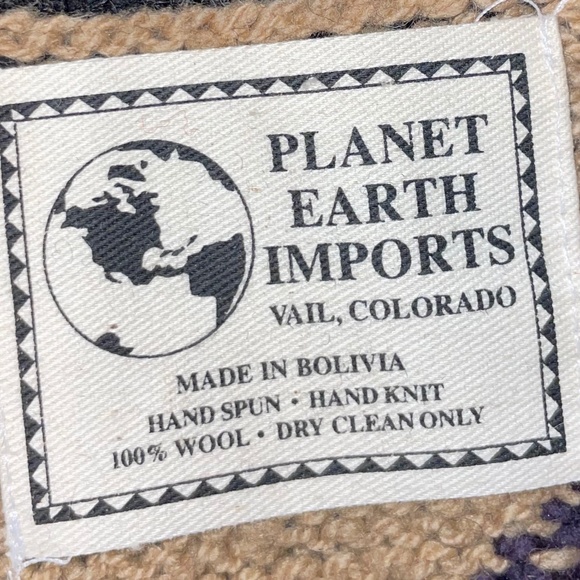 PLANET
EARTH
IMPORTS
VAIL, COLORADO
MADE IN BOLIVIA
HAND SPUN • HAND KNIT
100% WOOL • DRY CLEAN ONLY